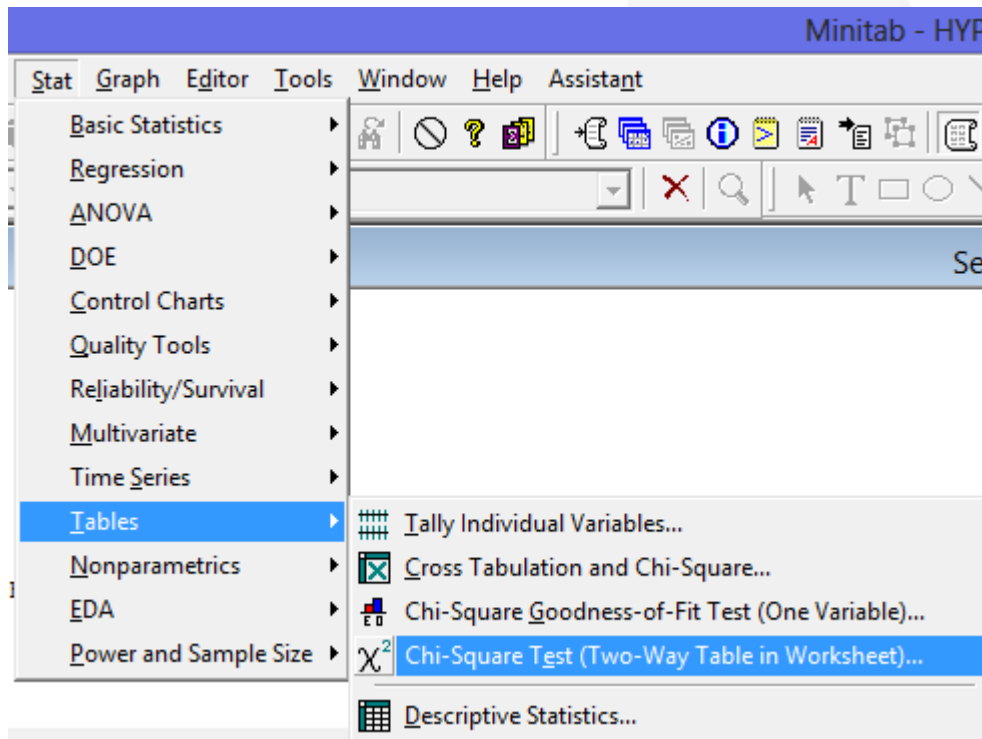 Minitab - HYP
Stat Graph Editor Tools Window Help Assistant
Basic Statistics
Regression
ANOVA
DOE
Control Charts
Quality Tools
Reliability/Survival
Multivariate
Time Series
Tables
Nonparametrics
EDA
Power and Sample Size
Se
Tally Individual Variables...
Cross Tabulation and Chi-Square...
Chi-Square Goodness-of-Fit Test (One Variable)...
χ² Chi-Square Test (Two-Way Table in Worksheet)...
Descriptive Statistics...